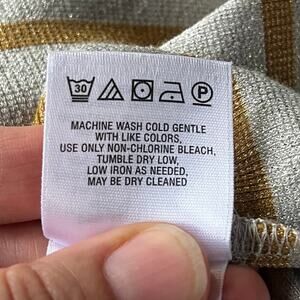 30 P
MACHINE WASH COLD GENTLE
WITH LIKE COLORS,
USE ONLY NON-CHLORINE BLEACH,
TUMBLE DRY LOW,
LOW IRON AS NEEDED,
MAY BE DRY CLEANED